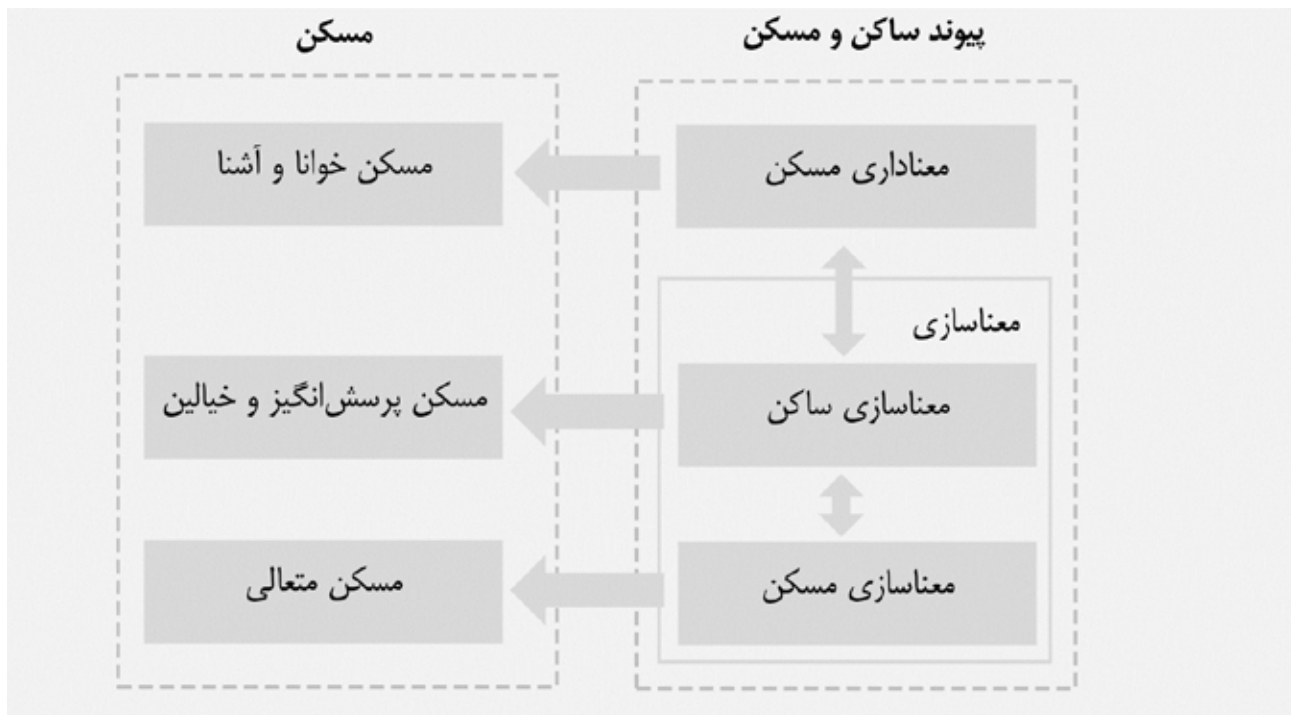 پیوند ساکن و مسکن
مسکن
معناداری مسکن
مسکن خوانا و آشنا
معناسازی
معناسازی ساکن
مسکن پرسش‌انگیز و خیالین
معناسازی مسکن
مسکن متعالی